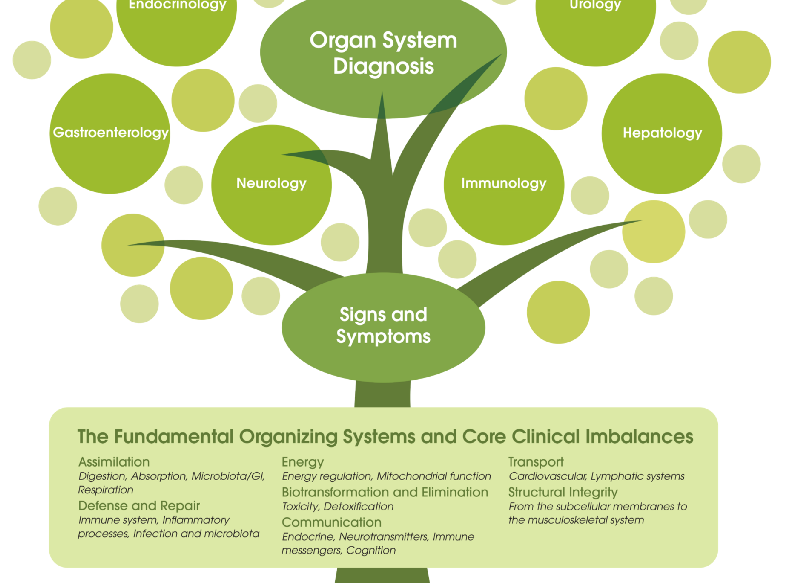 Endocrinology
Urology
Organ System
Diagnosis
Gastroenterology
Hepatology
Neurology
Immunology
Signs and
Symptoms
The Fundamental Organizing Systems and Core Clinical Imbalances
Assimilation
Digestion, Absorption, Microbiota/GI,
Respiration
Defense and Repair
Immune system, Inflammatory
processes, Infection and microbiota
Energy
Energy regulation, Mitochondrial function
Biotransformation and Elimination
Toxicity, Detoxification
Communication
Endocrine, Neurotransmitters, Immune
messengers, Cognition
Transport
Cardiovascular, Lymphatic systems
Structural Integrity
From the subcellular membranes to
the musculoskeletal system